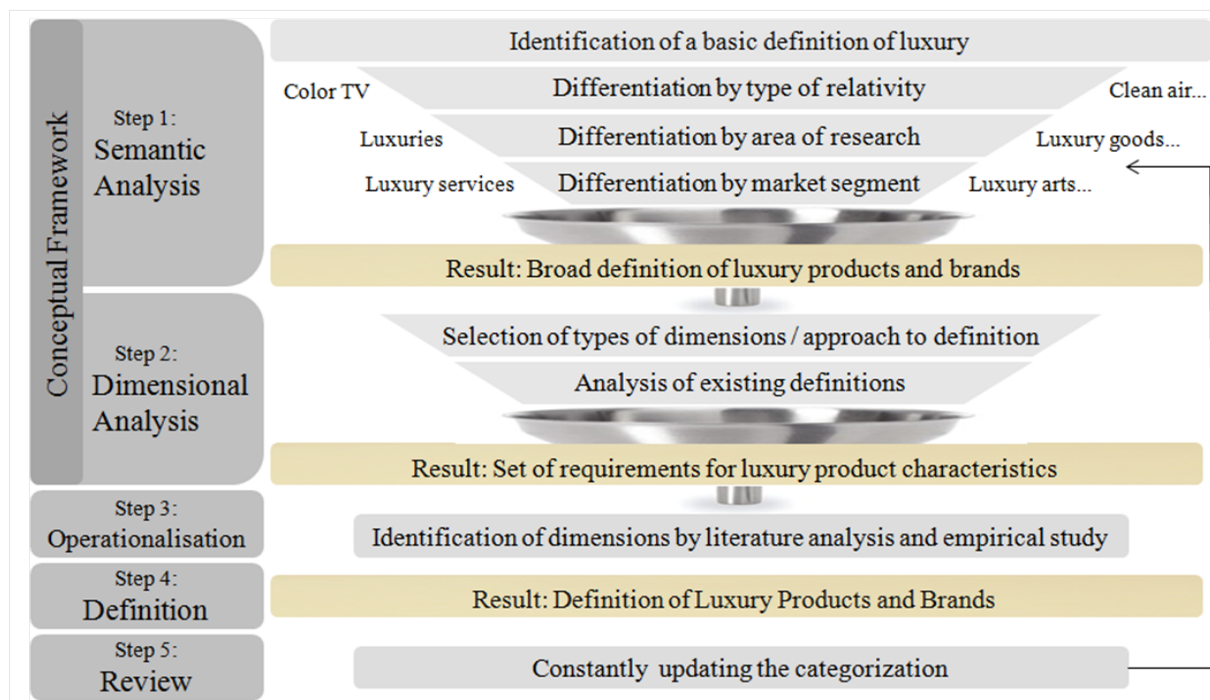 Conceptual Framework
Step 1:
Semantic
Analysis
Identification of a basic definition of luxury
Color TV
Differentiation by type of relativity
Clean air...
Luxuries
Differentiation by area of research
Luxury goods...
Luxury services
Differentiation by market segment
Luxury arts...
Result: Broad definition of luxury products and brands
Step 2:
Dimensional
Analysis
Selection of types of dimensions / approach to definition
Analysis of existing definitions
Result: Set of requirements for luxury product characteristics
Step 3:
Operationalisation
Identification of dimensions by literature analysis and empirical study
Step 4:
Definition
Result: Definition of Luxury Products and Brands
Step 5:
Review
Constantly updating the categorization